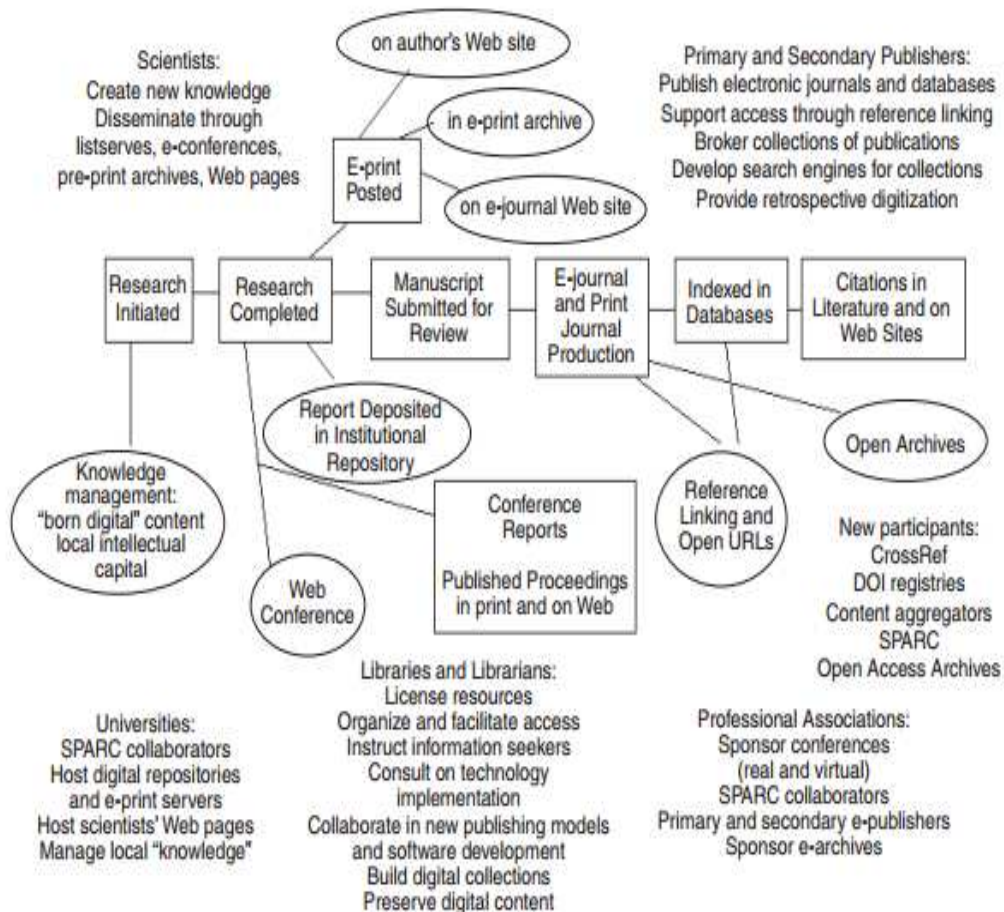 on author's Web site
Scientists:
Create new knowledge
Disseminate through
listserves, e-conferences,
pre-print archives, Web pages
Primary and Secondary Publishers:
Publish electronic journals and databases
Support access through reference linking
Broker collections of publications
Develop search engines for collections
Provide retrospective digitization
in e-print archive
E-print
Posted
on e-journal Web site
Research
Initiated
Research
Completed
Manuscript
Submitted for
Review
E-journal
and Print
Journal
Production
Indexed in
Databases
Citations in
Literature and on
Web Sites
Report Deposited
in Institutional
Repository
Open Archives
Knowledge
management:
“born digital” content
local intellectual
capital
Conference
Reports
Published Proceedings
in print and on Web
Reference
Linking and
Open URLs
Web
Conference
New participants:
CrossRef
DOI registries
Content aggregators
SPARC
Open Access Archives
Universities:
SPARC collaborators
Host digital repositories
and e-print servers
Host scientists' Web pages
Manage local “knowledge”
Libraries and Librarians:
License resources
Organize and facilitate access
Instruct information seekers
Consult on technology
implementation
Collaborate in new publishing models
and software development
Build digital collections
Preserve digital content
Professional Associations:
Sponsor conferences
(real and virtual)
SPARC collaborators
Primary and secondary e-publishers
Sponsor e-archives